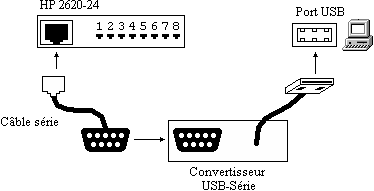 HP 2620-24
Port USB
1 2 3 4 5 6 7 8
Câble série
Convertisseur
USB-Série